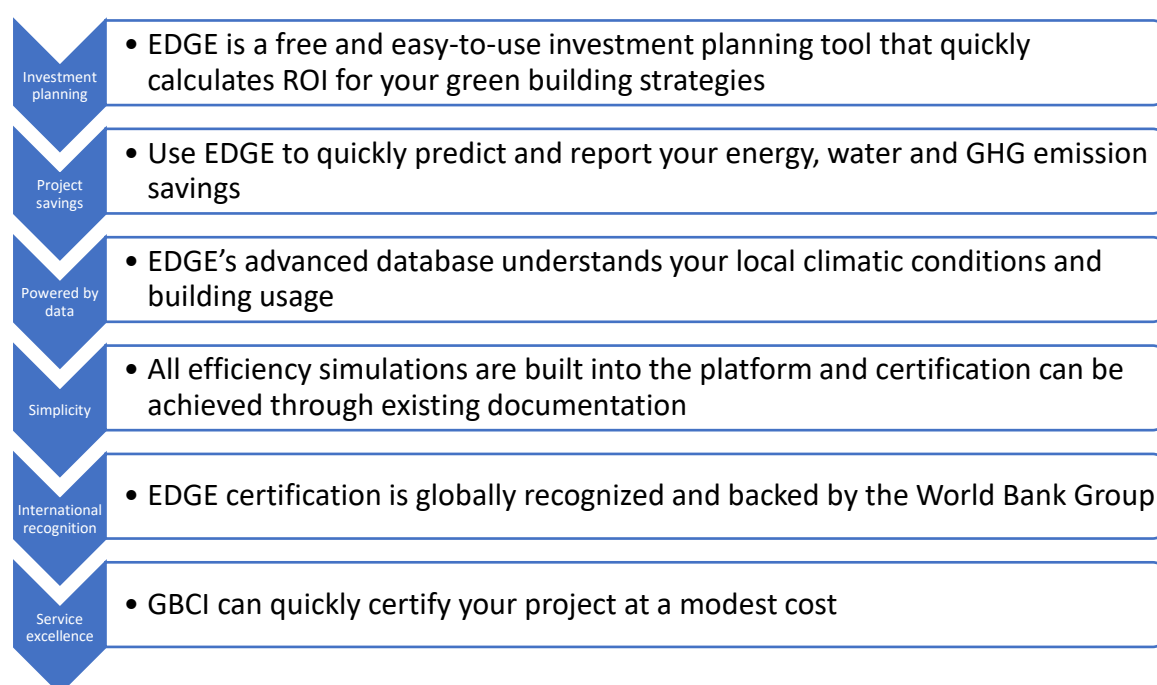 Investment
planning
• EDGE is a free and easy-to-use investment planning tool that quickly
calculates ROI for your green building strategies
Project
savings
• Use EDGE to quickly predict and report your energy, water and GHG emission
savings
Powered by
data
• EDGE’s advanced database understands your local climatic conditions and
building usage
Simplicity
• All efficiency simulations are built into the platform and certification can be
achieved through existing documentation
International
recognition
• EDGE certification is globally recognized and backed by the World Bank Group
Service
excellence
• GBCI can quickly certify your project at a modest cost